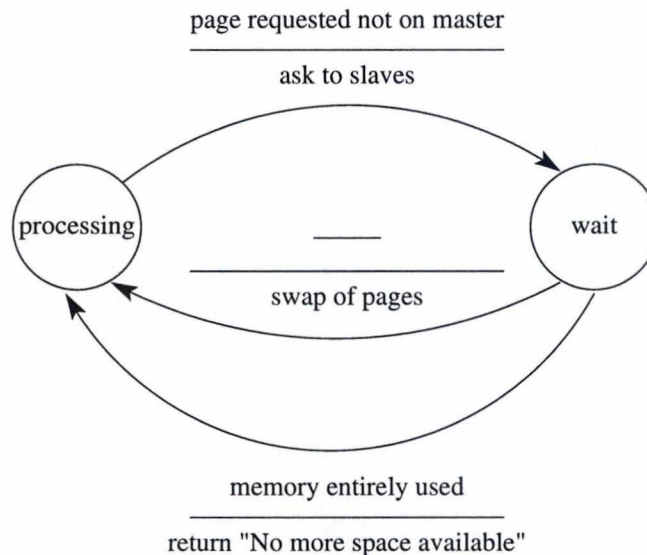 page requested not on master
ask to slaves
processing
wait
swap of pages
memory entirely used
return "No more space available"